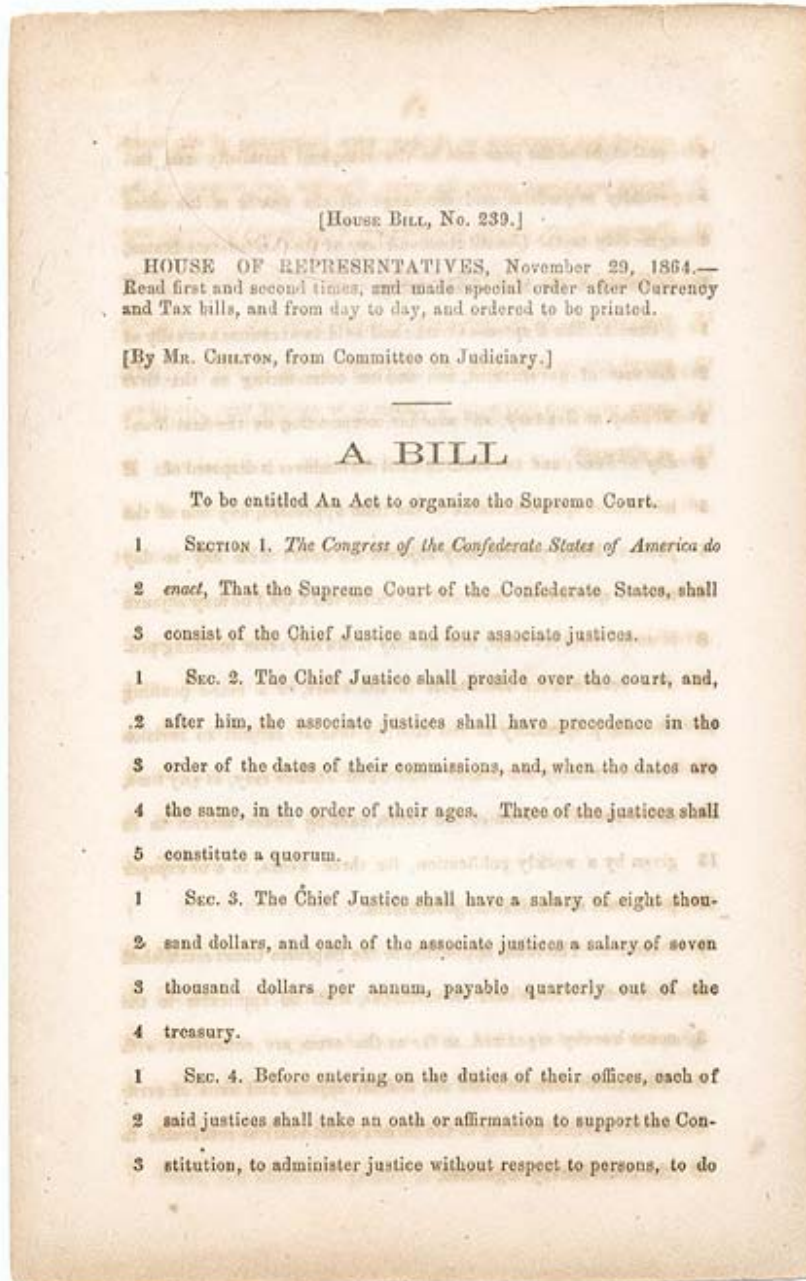 [House Bill, No. 239.]
HOUSE OF REPRESENTATIVES, November 29, 1864.—
Read first and second times, and made special order after Currency
and Tax bills, and from day to day, and ordered to be printed.
[By Mr. Chilton, from Committee on Judiciary.]
A BILL
To be entitled An Act to organize the Supreme Court.
1 Section 1. The Congress of the Confederate States of America do
2 enact, That the Supreme Court of the Confederate States, shall
3 consist of the Chief Justice and four associate justices.
1 Sec. 2. The Chief Justice shall preside over the court, and,
2 after him, the associate justices shall have precedence in the
3 order of the dates of their commissions, and, when the dates are
4 the same, in the order of their ages. Three of the justices shall
5 constitute a quorum.
1 Sec. 3. The Chief Justice shall have a salary of eight thou-
2 sand dollars, and each of the associate justices a salary of seven
3 thousand dollars per annum, payable quarterly out of the
4 treasury.
1 Sec. 4. Before entering on the duties of their offices, each of
2 said justices shall take an oath or affirmation to support the Con-
3 stitution, to administer justice without respect to persons, to do